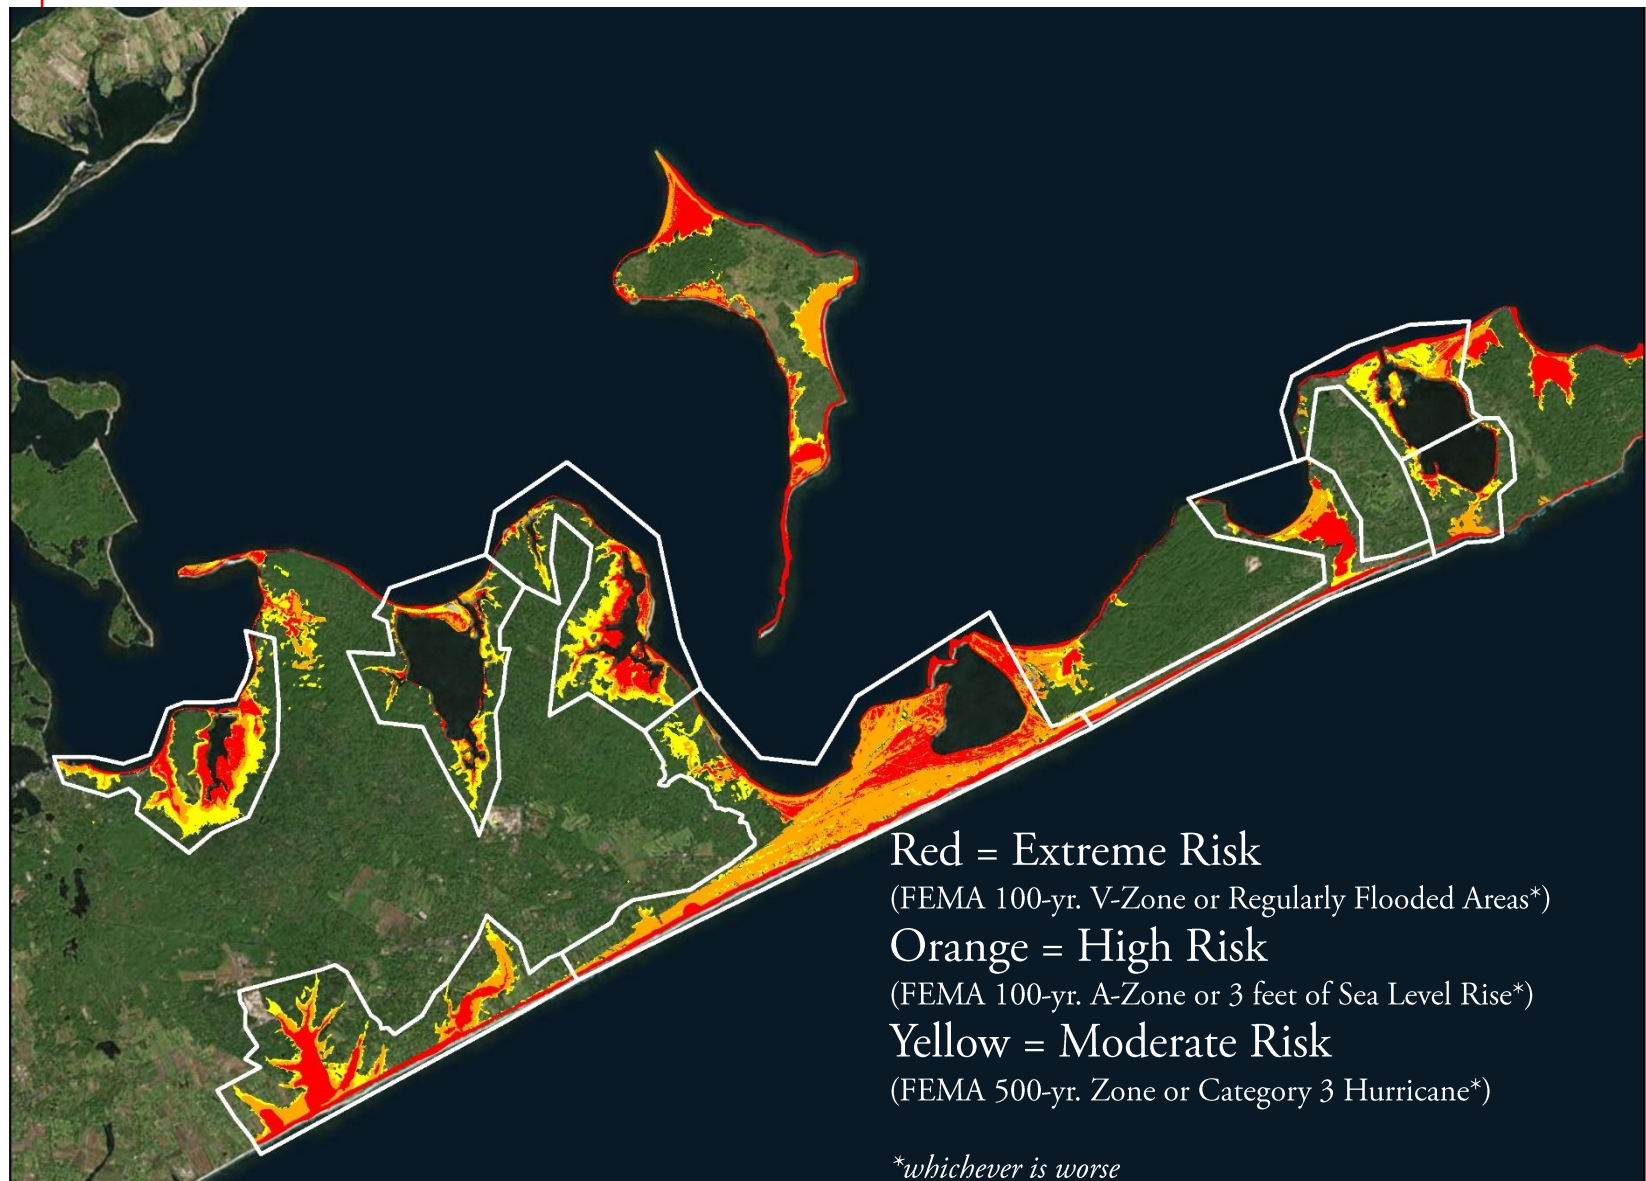 Red = Extreme Risk
(FEMA 100-yr. V-Zone or Regularly Flooded Areas*)
Orange = High Risk
(FEMA 100-yr. A-Zone or 3 feet of Sea Level Rise*)
Yellow = Moderate Risk
(FEMA 500-yr. Zone or Category 3 Hurricane*)
*whichever is worse